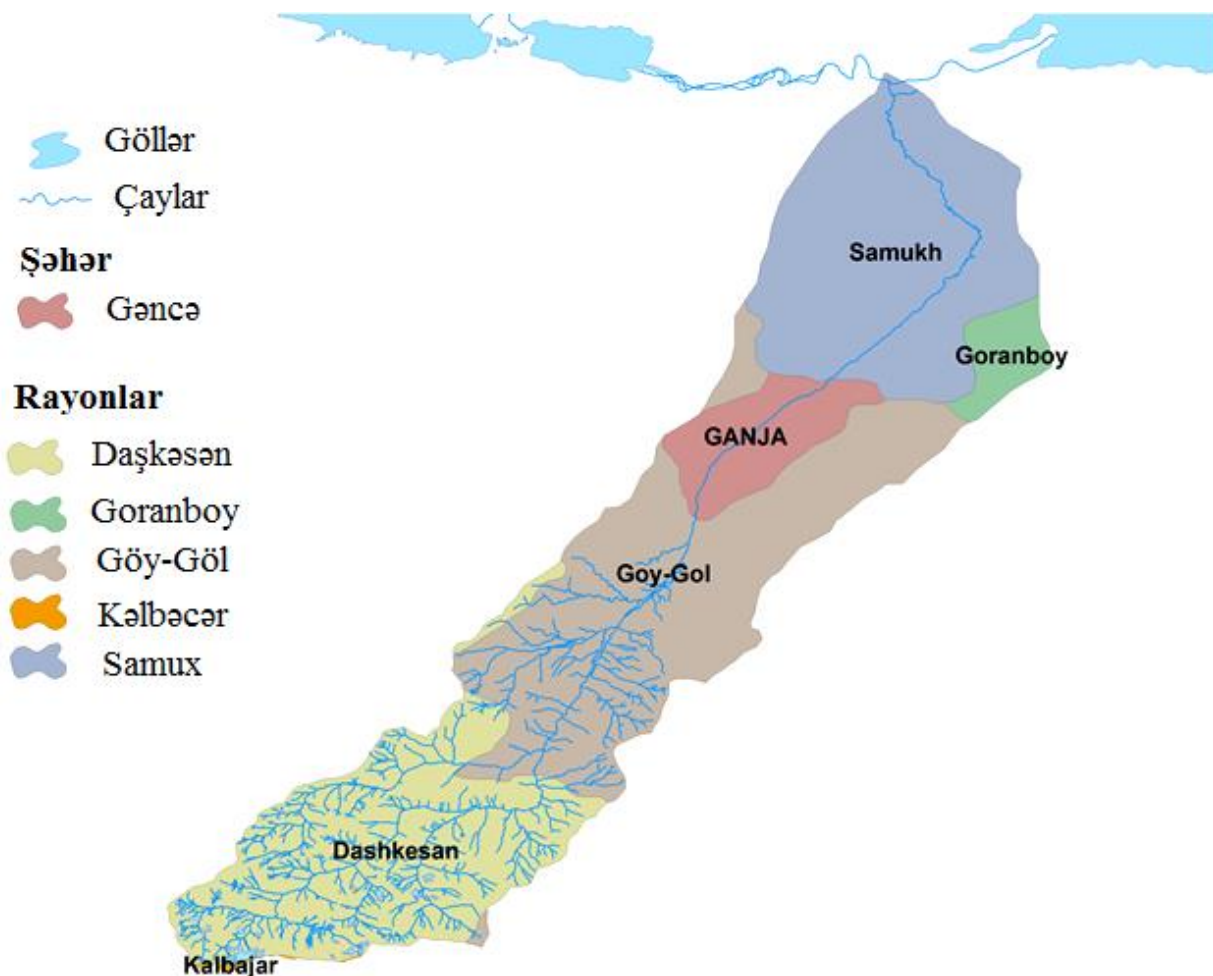 Göllər
Çaylar
Şəhər
Gəncə
Rayonlar
Daşkəsən
Goranboy
Göy-Göl
Kəlbəcər
Samux
Samukh
Goranboy
GANJA
Goy-Gol
Dashkesan
Kalbajar